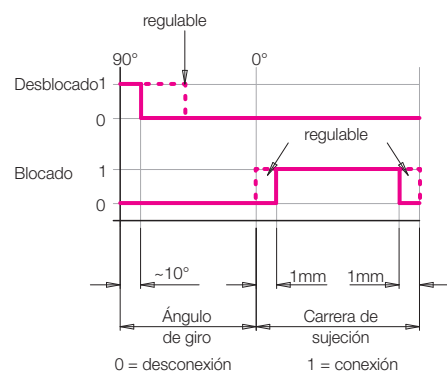 regulable
90° 0°
Desblocado 1
0
regulable
Blocado 1
0
~10° 1mm 1mm
Ángulo de giro
Carrera de sujeción
0 = desconexión 1 = conexión